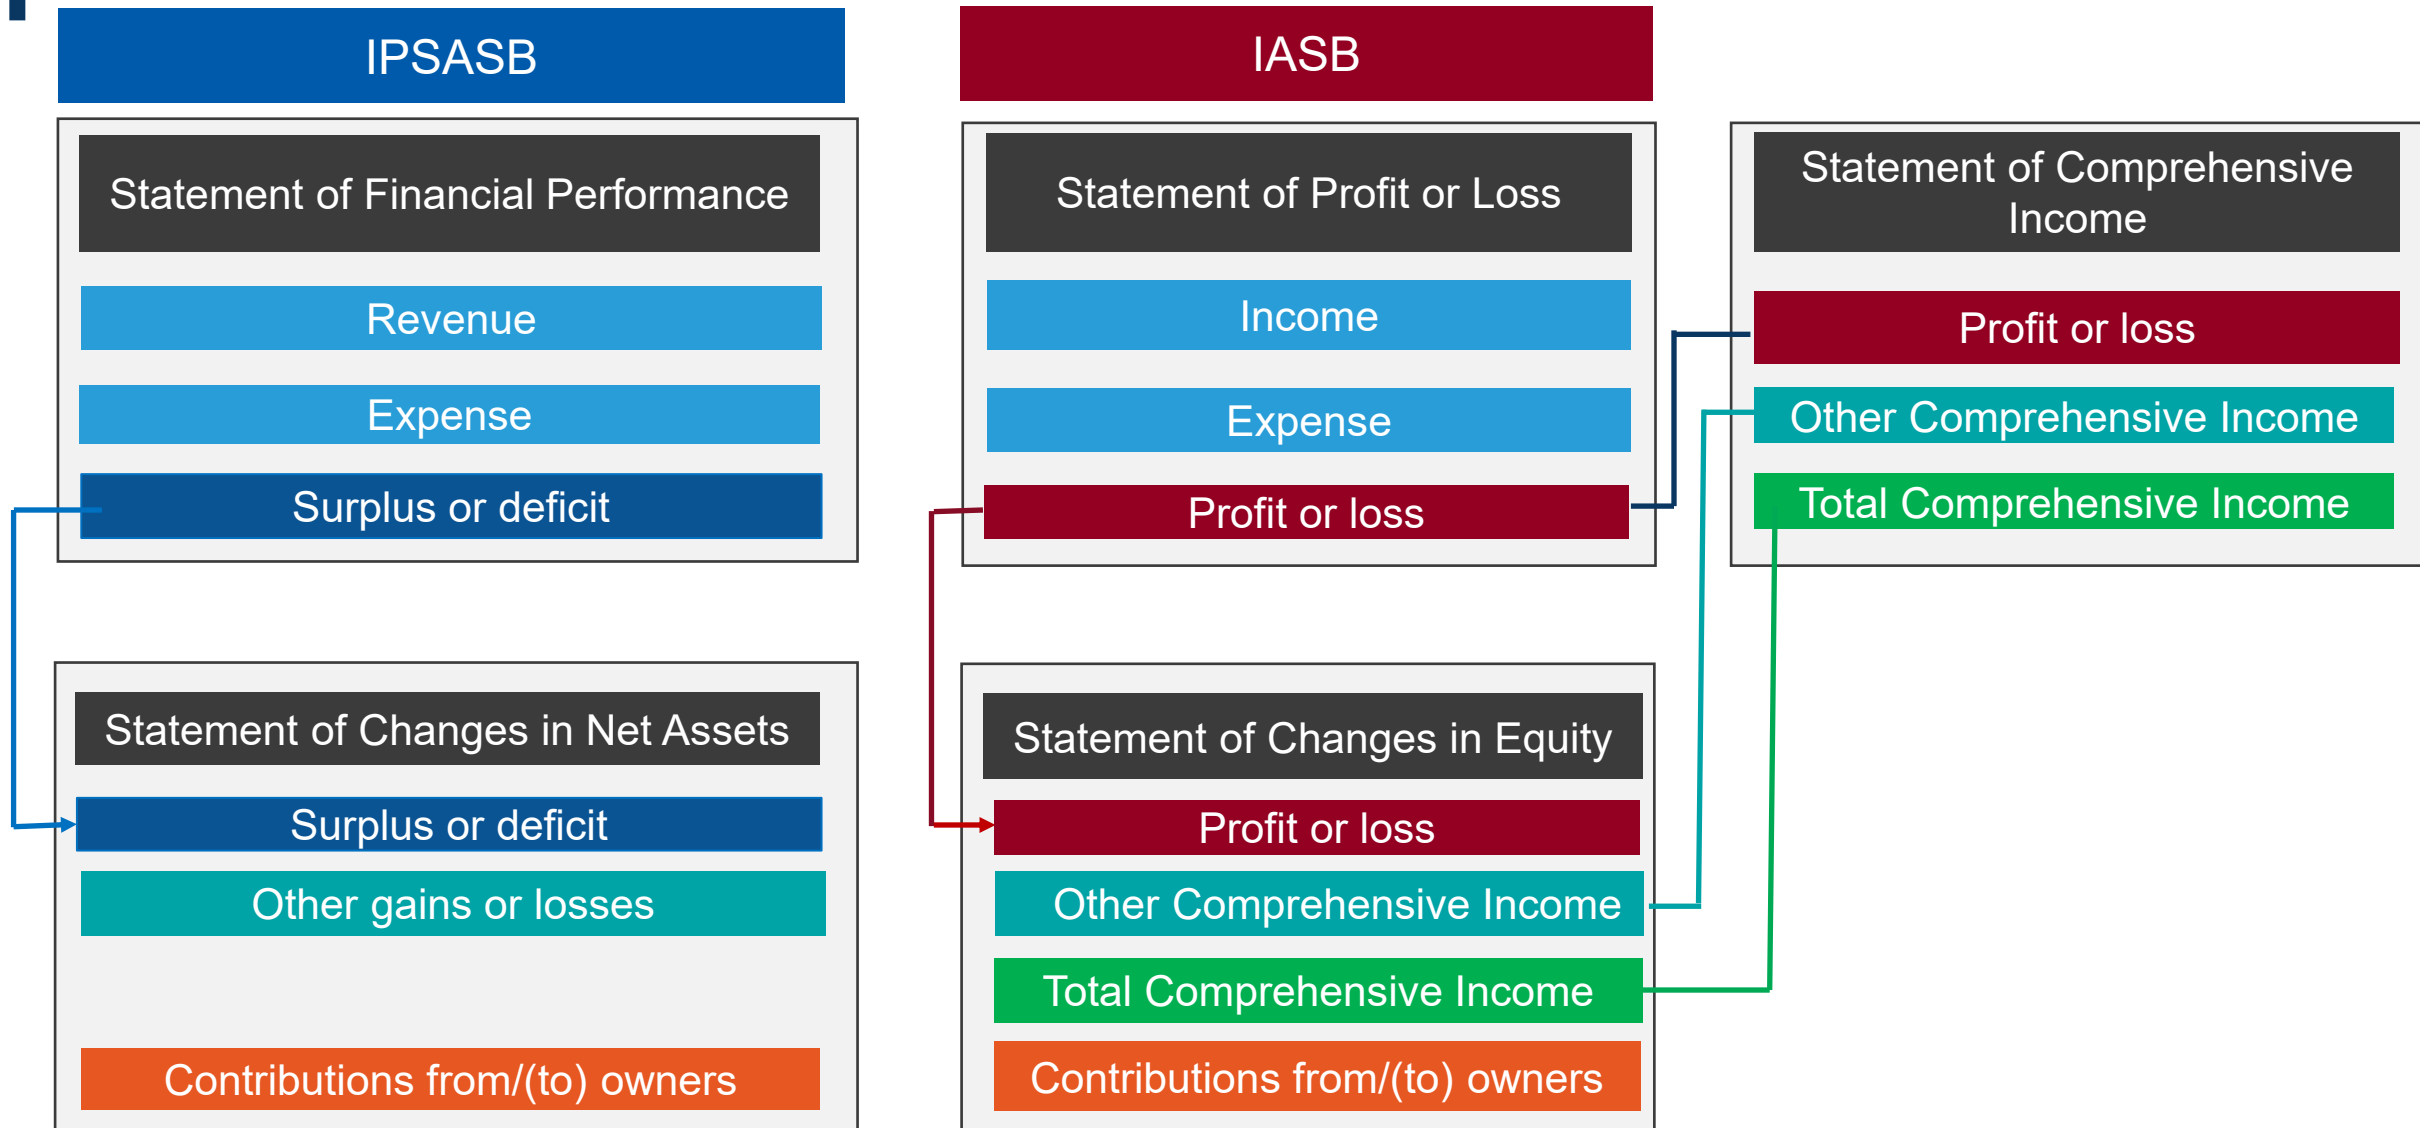 IPSASB
Statement of Financial Performance
Revenue
Expense
Surplus or deficit
Statement of Changes in Net Assets
Surplus or deficit
Other gains or losses
Contributions from/(to) owners
IASB
Statement of Profit or Loss
Income
Expense
Profit or loss
Statement of Comprehensive
Income
Profit or loss
Other Comprehensive Income
Total Comprehensive Income
Statement of Changes in Equity
Profit or loss
Other Comprehensive Income
Total Comprehensive Income
Contributions from/(to) owners